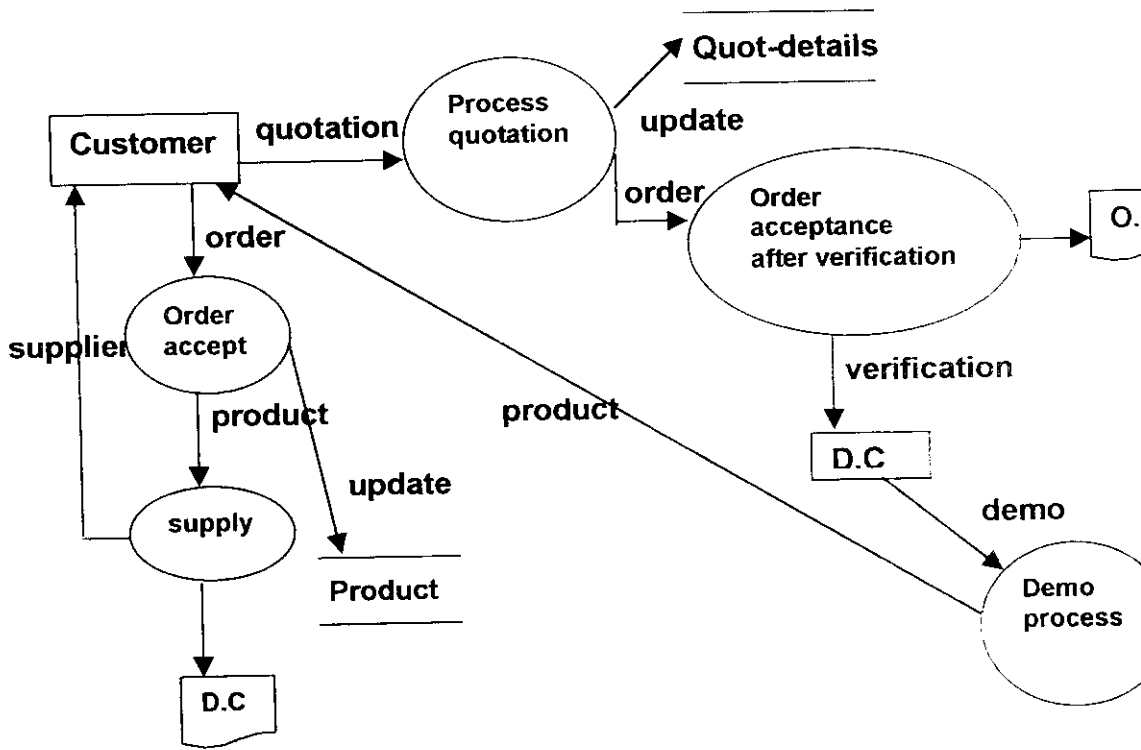 Quot-details
Process
quotation
update
Customer
quotation
order
Order
acceptance
after verification
O.
order
Order
accept
supplier
product
product
verification
D.C
update
demo
supply
Product
Demo
process
D.C